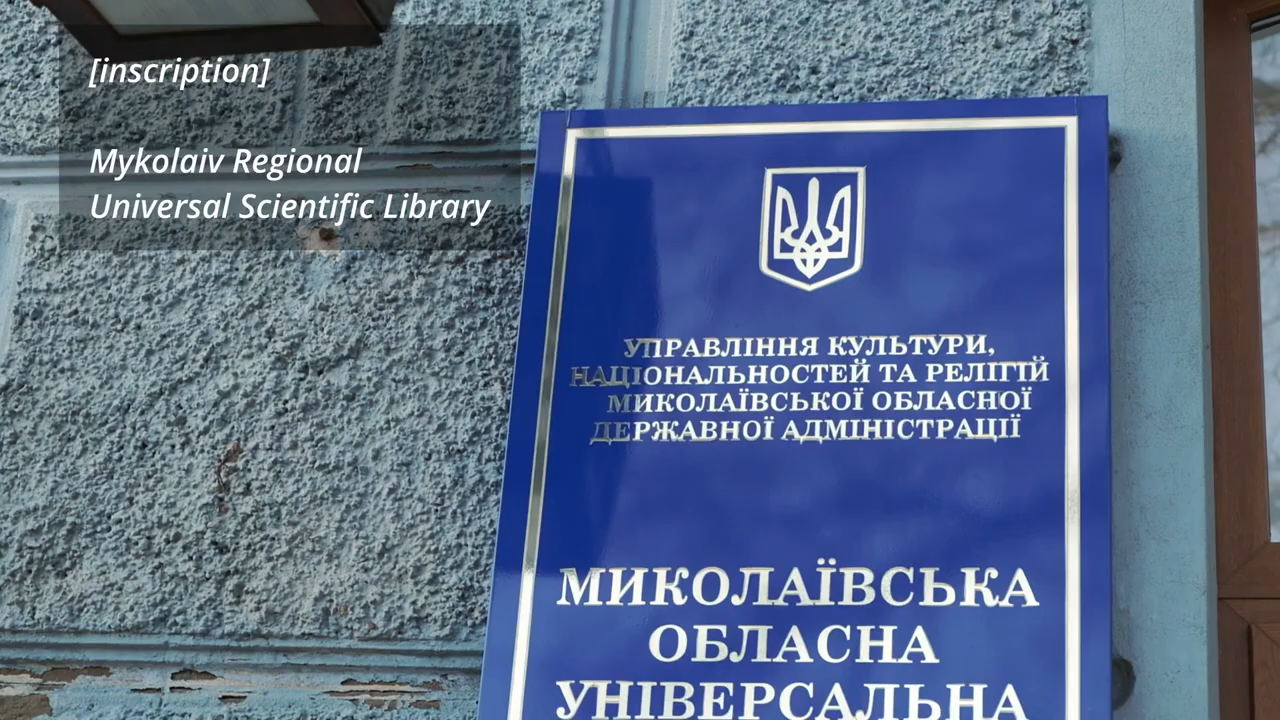 [inscription]
Mykolaiv Regional
Universal Scientific Library
УПРАВЛІННЯ КУЛЬТУРИ,
НАЦІОНАЛЬНОСТЕЙ ТА РЕЛІГІЙ
МИКОЛАЇВСЬКОЇ ОБЛАСНОЇ
ДЕРЖАВНОЇ АДМІНІСТРАЦІЇ
МИКОЛАЇВСЬКА
ОБЛАСНА
УНІВЕРСАЛЬНА